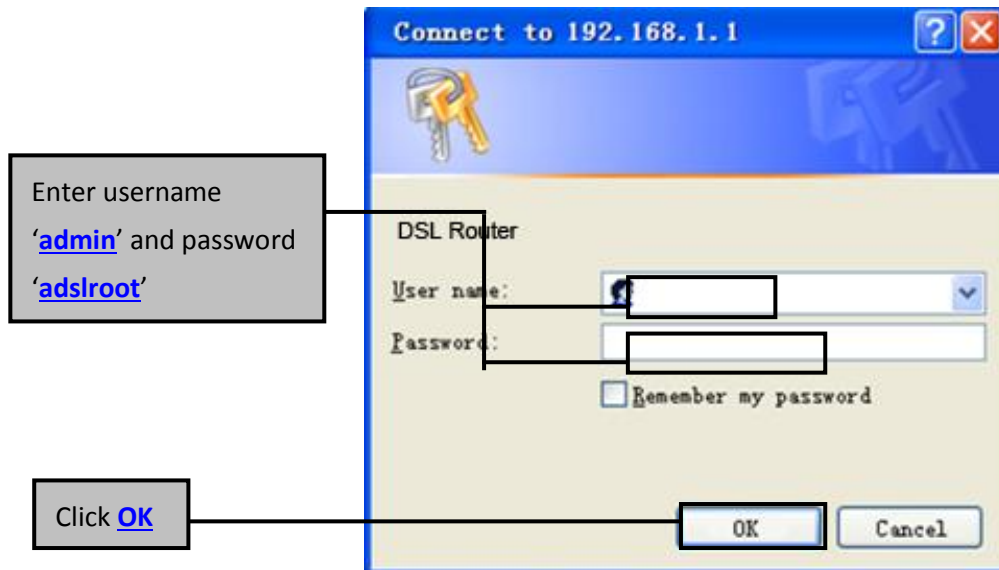 Connect to 192.168.1.1
?
Enter username
‘admin’ and password
‘adslroot’
DSL Router
User name:
Password:
Remember my password
Click OK
OK
Cancel